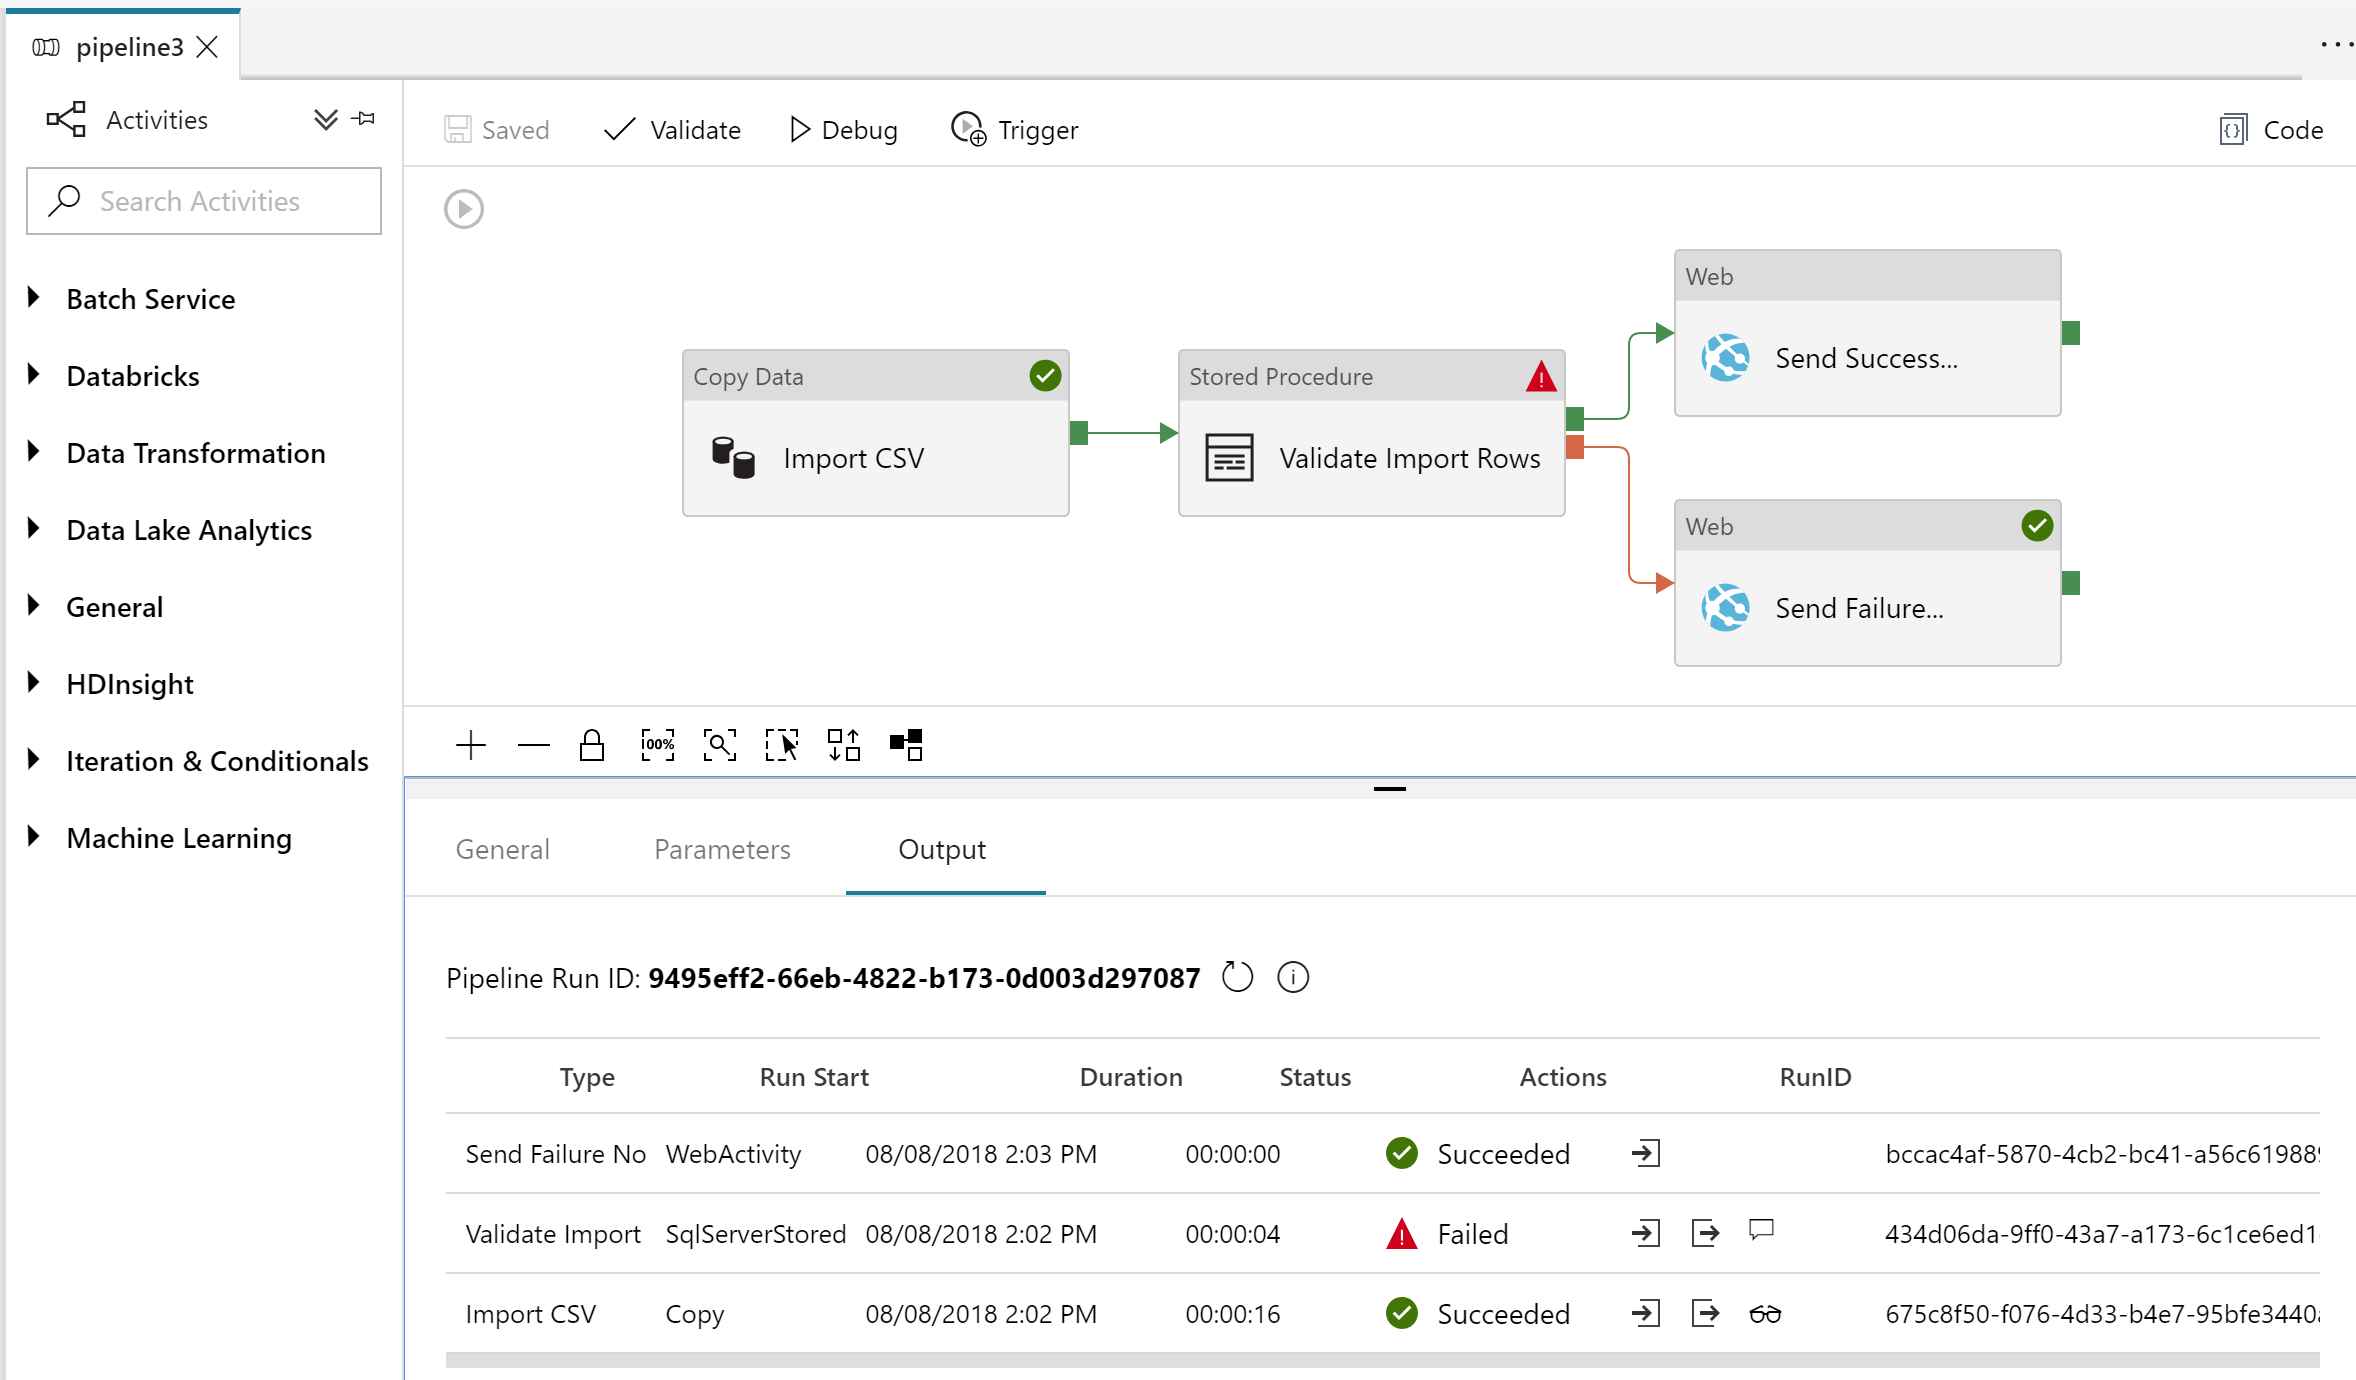 pipeline3
Activities
Search Activities
Batch Service
Databricks
Data Transformation
Data Lake Analytics
General
HDInsight
Iteration & Conditionals
Machine Learning
Saved Validate Debug Trigger Code
Copy Data
Import CSV
Stored Procedure
Validate Import Rows
Web
Send Success...
Web
Send Failure...
100%
General Parameters Output
Pipeline Run ID: 9495eff2-66eb-4822-b173-0d003d297087
Type Run Start Duration Status Actions RunID
Send Failure No WebActivity 08/08/2018 2:03 PM 00:00:00 Succeeded bccac4af-5870-4cb2-bc41-a56c619889
Validate Import SqlServerStored 08/08/2018 2:02 PM 00:00:04 Failed 434d06da-9ff0-43a7-a173-6c1ce6ed1
Import CSV Copy 08/08/2018 2:02 PM 00:00:16 Succeeded 675c8f50-f076-4d33-b4e7-95bfe3440a